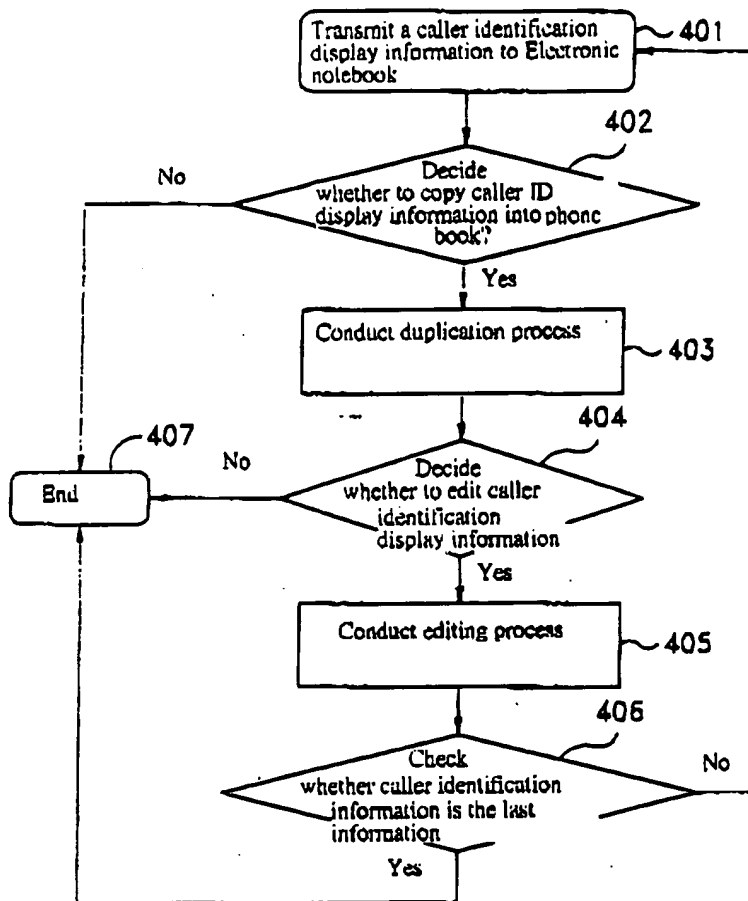 Transmit a caller identification
display information to Electronic
notebook
401
402
No
Decide
whether to copy caller ID
display information into phone
book?
Yes
Conduct duplication process
403
404
407
No
Decide
whether to edit caller
identification
display information
End
Yes
Conduct editing process
405
406
Check
whether caller identification
information is the last
information
No
Yes